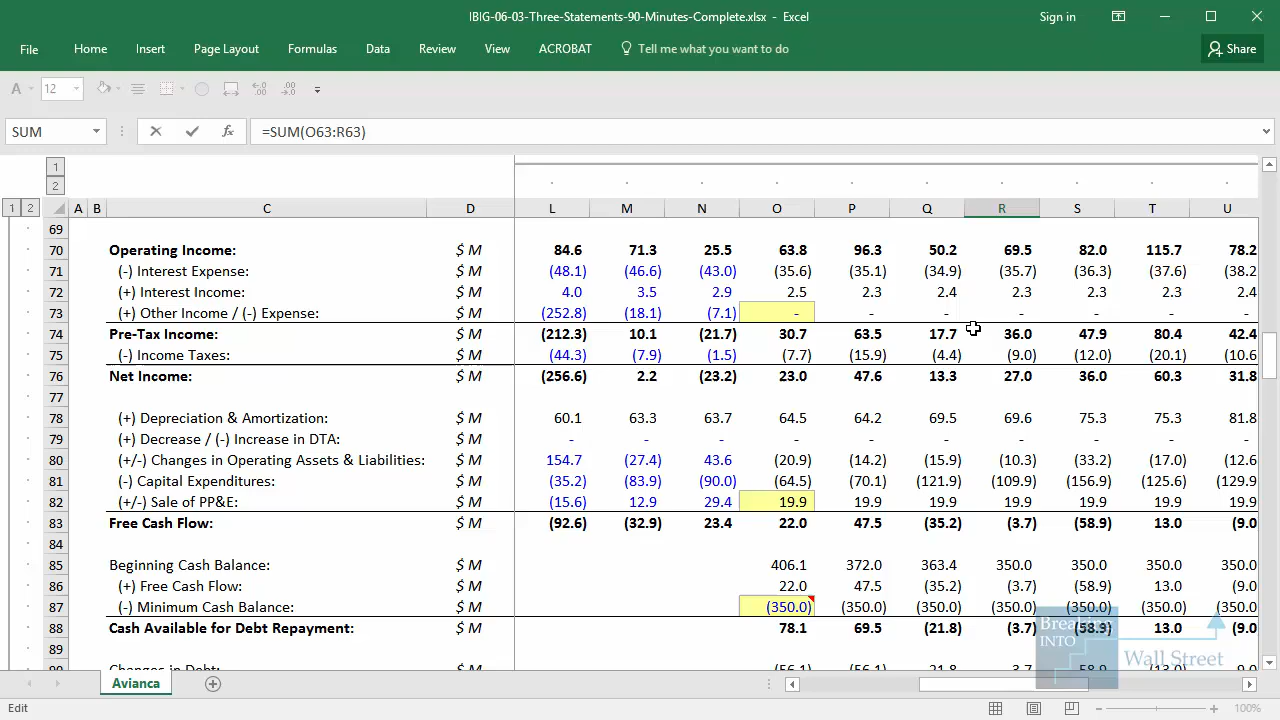 IBIG-06-03-Three-Statements-90-Minutes-Complete.xlsx - Excel
Sign in
File Home Insert Page Layout Formulas Data Review View ACROBAT Tell me what you want to do Share
A 12
SUM =SUM(O63:R63)
1
2
1 2 A B C D L M N O P Q R S T U
69
70 Operating Income: $ M 84.6 71.3 25.5 63.8 96.3 50.2 69.5 82.0 115.7 78.2
71 (-) Interest Expense: $ M (48.1) (46.6) (43.0) (35.6) (35.1) (34.9) (35.7) (36.3) (37.6) (38.2
72 (+) Interest Income: $ M 4.0 3.5 2.9 2.5 2.3 2.4 2.3 2.3 2.3 2.4
73 (+) Other Income / (-) Expense: $ M (252.8) (18.1) (7.1) - - - - - - -
74 Pre-Tax Income: $ M (212.3) 10.1 (21.7) 30.7 63.5 17.7 36.0 47.9 80.4 42.4
75 (-) Income Taxes: $ M (44.3) (7.9) (1.5) (7.7) (15.9) (4.4) (9.0) (12.0) (20.1) (10.6
76 Net Income: $ M (256.6) 2.2 (23.2) 23.0 47.6 13.3 27.0 36.0 60.3 31.8
77
78 (+) Depreciation & Amortization: $ M 60.1 63.3 63.7 64.5 64.2 69.5 69.6 75.3 75.3 81.8
79 (+) Decrease / (-) Increase in DTA: $ M - - - - - - - - - -
80 (+/-) Changes in Operating Assets & Liabilities: $ M 154.7 (27.4) 43.6 (20.9) (14.2) (15.9) (10.3) (33.2) (17.0) (12.6
81 (-) Capital Expenditures: $ M (35.2) (83.9) (90.0) (64.5) (70.1) (121.9) (109.9) (156.9) (125.6) (129.9
82 (+/-) Sale of PP&E: $ M (15.6) 12.9 29.4 19.9 19.9 19.9 19.9 19.9 19.9 19.9
83 Free Cash Flow: $ M (92.6) (32.9) 23.4 22.0 47.5 (35.2) (3.7) (58.9) 13.0 (9.0
84
85 Beginning Cash Balance: $ M 406.1 372.0 363.4 350.0 350.0 350.0 350.0
86 (+) Free Cash Flow: $ M 22.0 47.5 (35.2) (3.7) (58.9) 13.0 (9.0
87 (-) Minimum Cash Balance: $ M (350.0) (350.0) (350.0) (350.0) (350.0) (350.0) (350.0
88 Cash Available for Debt Repayment: $ M 78.1 69.5 (21.8) (3.7) (58.9) 13.0 (9.0
89
90 Changes in Debt: $ M (56.1) (56.1) 21.8 3.7 58.9 (13.0)
Breaking
INTO
Wall Street
Avianca
Edit 100%